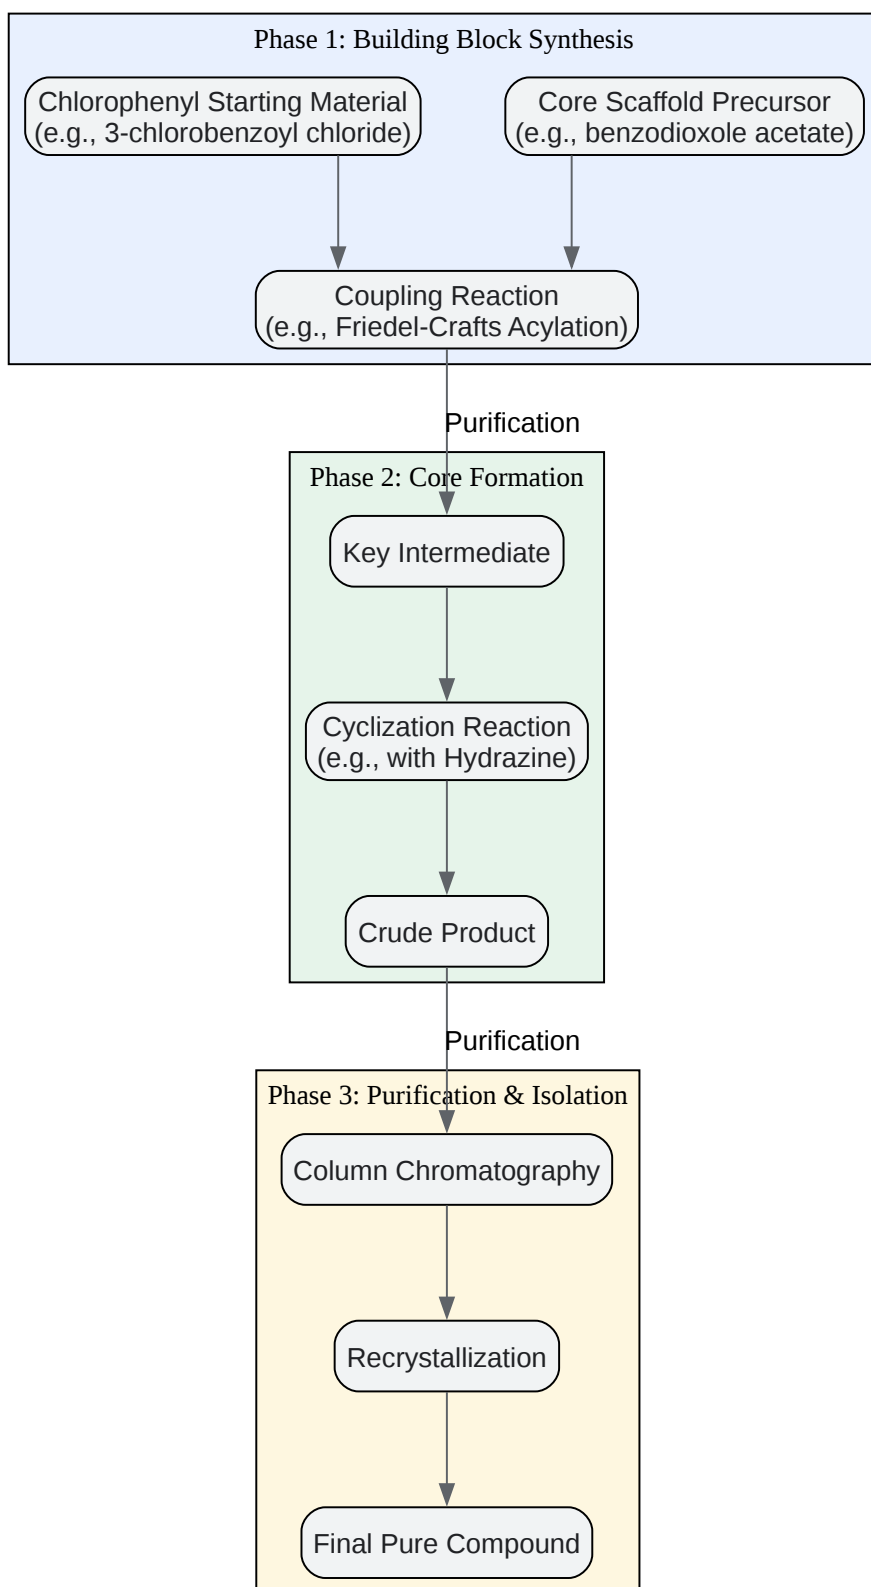 Phase 1: Building Block Synthesis
Chlorophenyl Starting Material
(e.g., 3-chlorobenzoyl chloride)
Core Scaffold Precursor
(e.g., benzodioxole acetate)
Coupling Reaction
(e.g., Friedel-Crafts Acylation)
Purification
Phase 2: Core Formation
Key Intermediate
Cyclization Reaction
(e.g., with Hydrazine)
Crude Product
Purification
Phase 3: Purification & Isolation
Column Chromatography
Recrystallization
Final Pure Compound